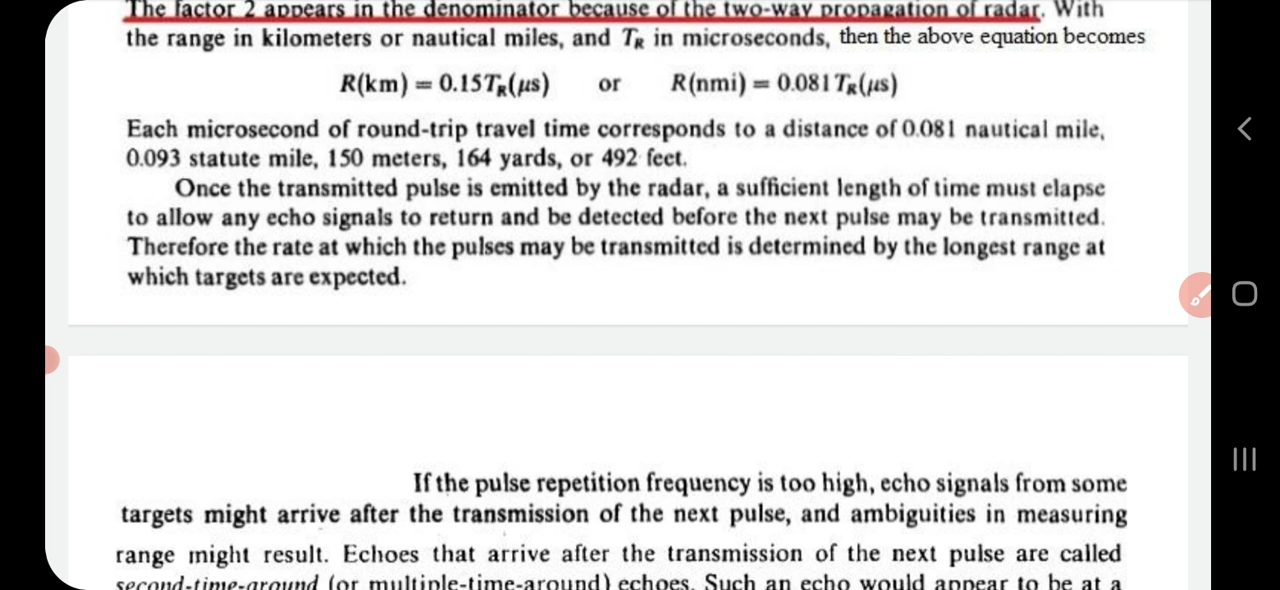 The factor 2 appears in the denominator because of the two-way propagation of radar. With
the range in kilometers or nautical miles, and T_R in microseconds, then the above equation becomes
R(km) = 0.15T_R(μs) or R(nmi) = 0.081T_R(μs)
Each microsecond of round-trip travel time corresponds to a distance of 0.081 nautical mile,
0.093 statute mile, 150 meters, 164 yards, or 492 feet.
Once the transmitted pulse is emitted by the radar, a sufficient length of time must elapse
to allow any echo signals to return and be detected before the next pulse may be transmitted.
Therefore the rate at which the pulses may be transmitted is determined by the longest range at
which targets are expected.
If the pulse repetition frequency is too high, echo signals from some
targets might arrive after the transmission of the next pulse, and ambiguities in measuring
range might result. Echoes that arrive after the transmission of the next pulse are called
second-time-around (or multiple-time-around) echoes. Such an echo would appear to be at a